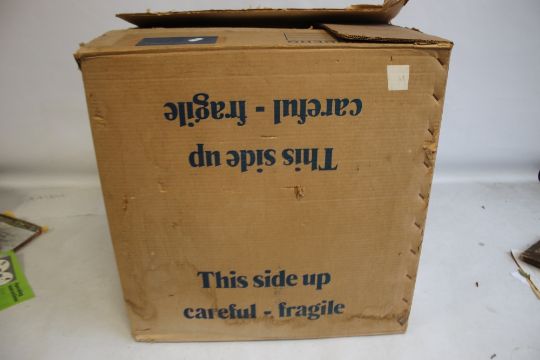 careful - fragile
This side up
This side up
careful - fragile